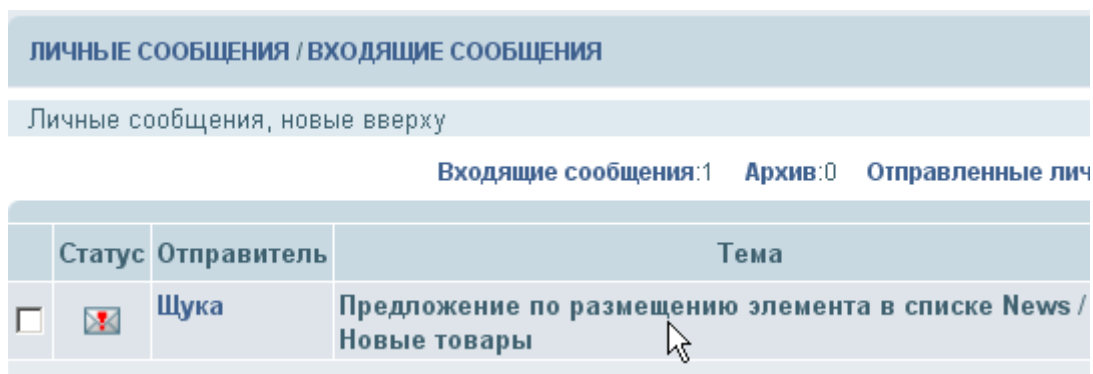 ЛИЧНЫЕ СООБЩЕНИЯ / ВХОДЯЩИЕ СООБЩЕНИЯ
Личные сообщения, новые вверху
Входящие сообщения:1 Архив:0 Отправленные лич
Статус Отправитель Тема
Щука Предложение по размещению элемента в списке News /
Новые товары